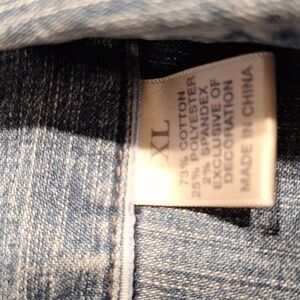 XL
73% COTTON
25% POLYESTER
2% SPANDEX
EXCLUSIVE OF
DECORATION
MADE IN CHINA